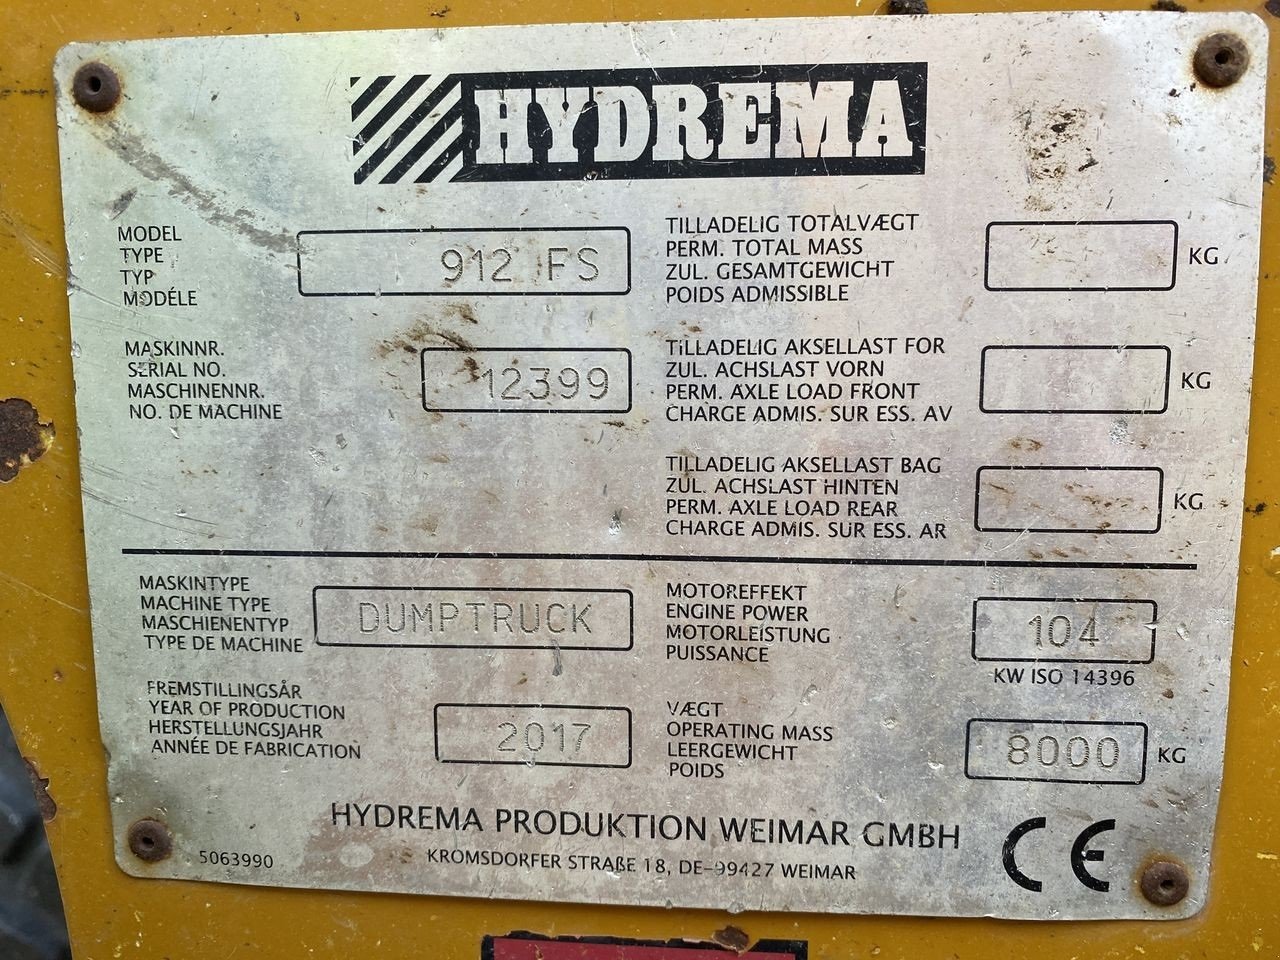 HYDREMA
MODEL
TYPE
TYP
MODÉLE
912 FS
MASKINNR.
SERIAL NO.
MASCHINENNR.
NO. DE MACHINE
12399
TILLADELIG TOTALVÆGT
PERM. TOTAL MASS
ZUL. GESAMTGEWICHT
POIDS ADMISSIBLE
KG
TILLADELIG AKSELLAST FOR
ZUL. ACHSLAST VORN
PERM. AXLE LOAD FRONT
CHARGE ADMIS. SUR ESS. AV
KG
TILLADELIG AKSELLAST BAG
ZUL. ACHSLAST HINTEN
PERM. AXLE LOAD REAR
CHARGE ADMIS. SUR ESS. AR
KG
MASKINTYPE
MACHINE TYPE
MASCHIENENTYP
TYPE DE MACHINE
DUMPTRUCK
FREMSTILLINGSÅR
YEAR OF PRODUCTION
HERSTELLUNGSJAHR
ANNÉE DE FABRICATION
2017
MOTOREFFEKT
ENGINE POWER
MOTORLEISTUNG
PUISSANCE
104
KW ISO 14396
VÆGT
OPERATING MASS
LEERGEWICHT
POIDS
8000 KG
HYDREMA PRODUKTION WEIMAR GMBH
KROMSDORFER STRAßE 18, DE-99427 WEIMAR
5063990
CE